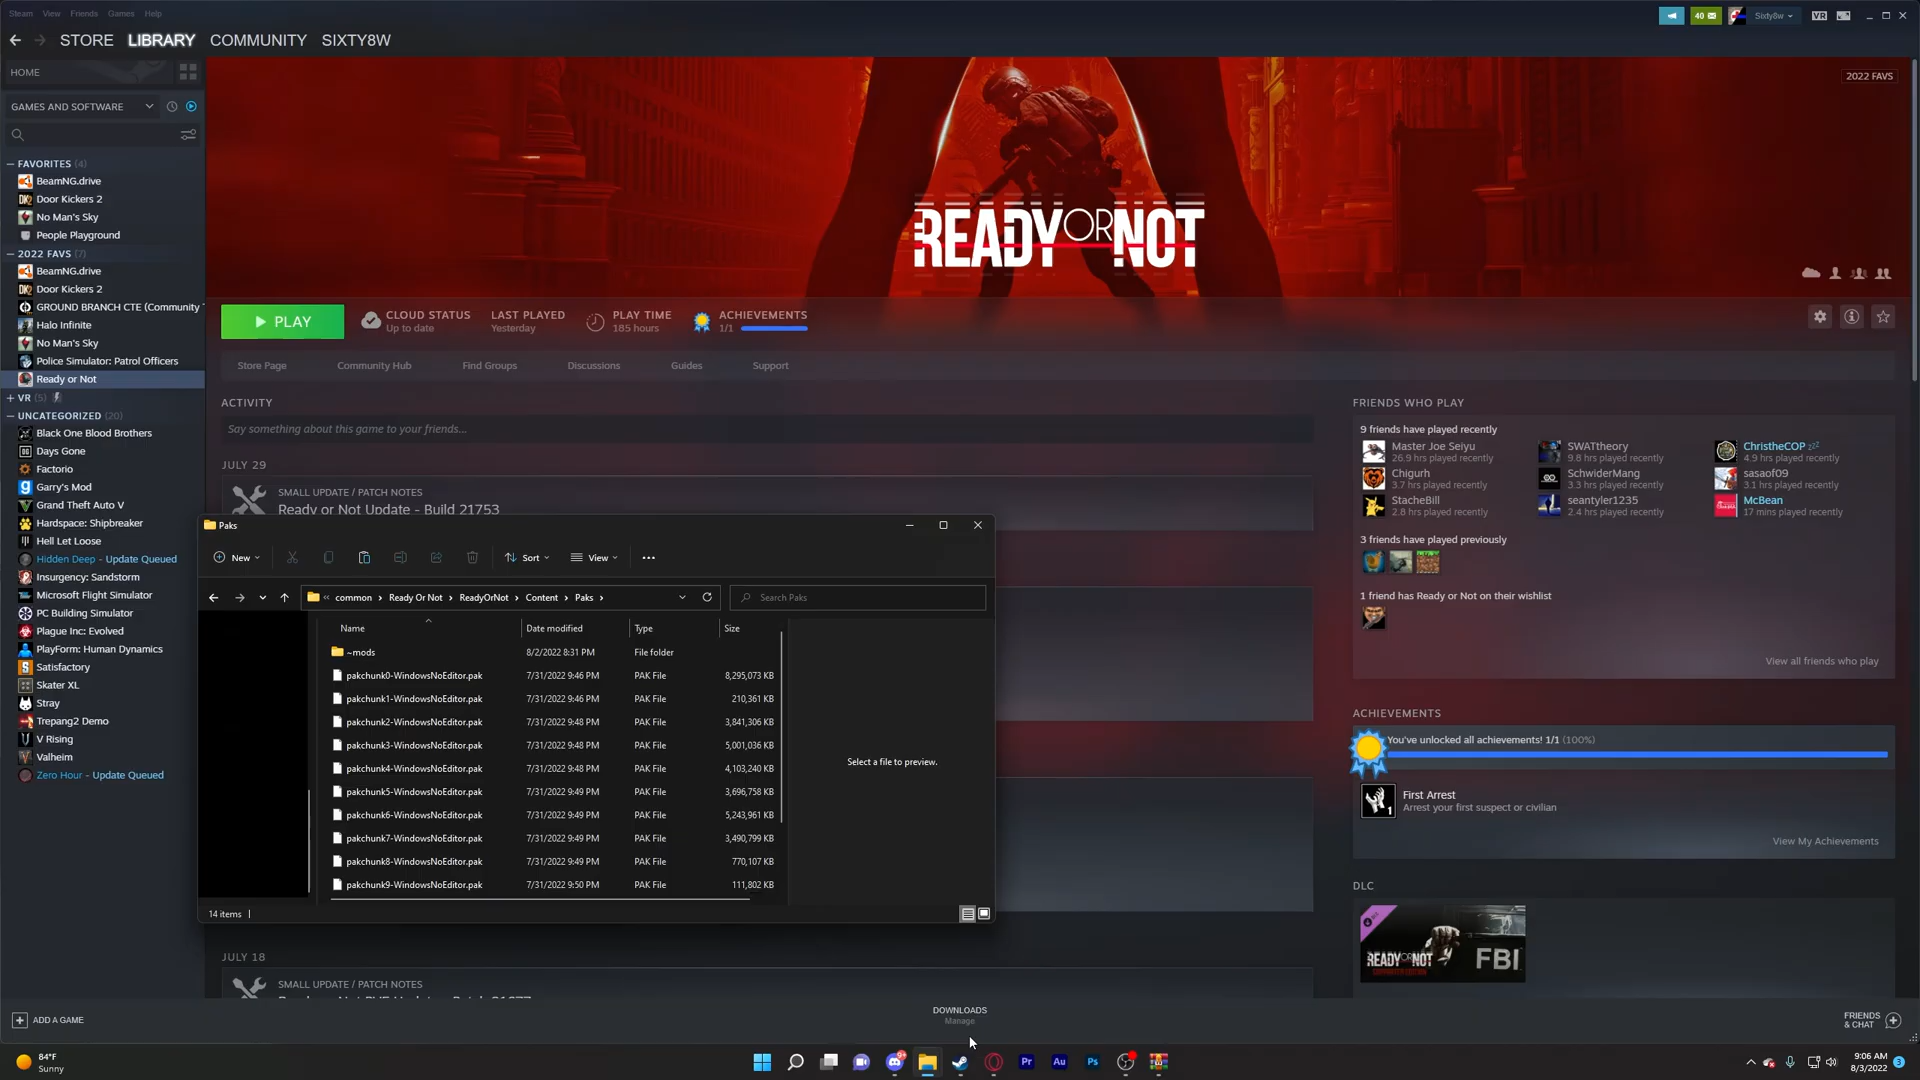 Steam View Friends Games Help
40
Sixty8w
VR
STORE LIBRARY COMMUNITY SIXTY8W
HOME
2022 FAVS
GAMES AND SOFTWARE
FAVORITES (4)
BeamNG.drive
Door Kickers 2
No Man's Sky
People Playground
2022 FAVS (7)
BeamNG.drive
Door Kickers 2
GROUND BRANCH CTE (Community
Halo Infinite
No Man's Sky
Police Simulator: Patrol Officers
Ready or Not
VR (5)
UNCATEGORIZED (20)
Black One Blood Brothers
Days Gone
Factorio
Garry's Mod
Grand Theft Auto V
Hardspace: Shipbreaker
Hell Let Loose
Hidden Deep - Update Queued
Insurgency: Sandstorm
Microsoft Flight Simulator
PC Building Simulator
Plague Inc: Evolved
PlayForm: Human Dynamics
Satisfactory
Skater XL
Stray
Trepang2 Demo
V Rising
Valheim
Zero Hour - Update Queued
READY OR NOT
PLAY
CLOUD STATUS
Up to date
LAST PLAYED
Yesterday
PLAY TIME
185 hours
ACHIEVEMENTS
1/1
Store Page Community Hub Find Groups Discussions Guides Support
ACTIVITY
Say something about this game to your friends...
JULY 29
SMALL UPDATE / PATCH NOTES
Ready or Not Update - Build 21753
Paks
New Sort View
common › Ready Or Not › ReadyOrNot › Content › Paks ›
Search Paks
Name Date modified Type Size
~mods 8/2/2022 8:31 PM File folder
pakchunk0-WindowsNoEditor.pak 7/31/2022 9:46 PM PAK File 8,295,073 KB
pakchunk1-WindowsNoEditor.pak 7/31/2022 9:46 PM PAK File 210,361 KB
pakchunk2-WindowsNoEditor.pak 7/31/2022 9:48 PM PAK File 3,841,306 KB
pakchunk3-WindowsNoEditor.pak 7/31/2022 9:48 PM PAK File 5,001,036 KB
pakchunk4-WindowsNoEditor.pak 7/31/2022 9:48 PM PAK File 4,103,240 KB
pakchunk5-WindowsNoEditor.pak 7/31/2022 9:49 PM PAK File 3,696,758 KB
pakchunk6-WindowsNoEditor.pak 7/31/2022 9:49 PM PAK File 5,243,961 KB
pakchunk7-WindowsNoEditor.pak 7/31/2022 9:49 PM PAK File 3,490,799 KB
pakchunk8-WindowsNoEditor.pak 7/31/2022 9:49 PM PAK File 770,107 KB
pakchunk9-WindowsNoEditor.pak 7/31/2022 9:50 PM PAK File 111,802 KB
Select a file to preview.
14 items
JULY 18
SMALL UPDATE / PATCH NOTES
FRIENDS WHO PLAY
9 friends have played recently
Master Joe Seiyu
26.9 hrs played recently
SWATtheory
9.8 hrs played recently
ChristheCOP zzz
4.9 hrs played recently
Chigurh
3.7 hrs played recently
SchwiderMang
3.3 hrs played recently
sasaof09
3.1 hrs played recently
StacheBill
2.8 hrs played recently
seantyler1235
2.4 hrs played recently
McBean
17 mins played recently
3 friends have played previously
1 friend has Ready or Not on their wishlist
View all friends who play
ACHIEVEMENTS
You've unlocked all achievements! 1/1 (100%)
First Arrest
Arrest your first suspect or civilian
View My Achievements
DLC
READY OR NOT
FBI
ADD A GAME
DOWNLOADS
Manage
FRIENDS
& CHAT
84°F
Sunny
Pr Au Ps
9:06 AM
8/3/2022
3